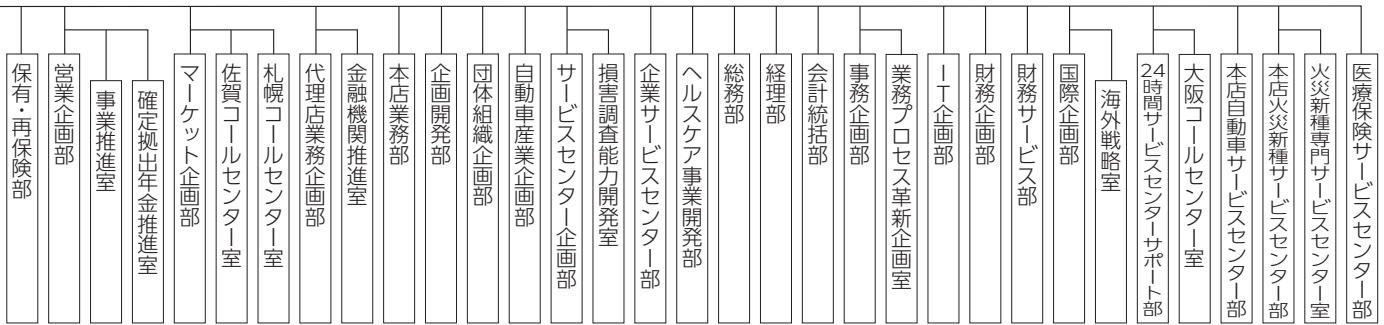 保有・再保険部
営業企画部
事業推進室
確定拠出年金推進室
マーケット企画部
佐賀コールセンター室
札幌コールセンター室
代理店業務企画部
金融機関推進室
本店業務部
企画開発部
団体組織企画部
自動車産業企画部
サービスセンター企画部
損害調査能力開発室
企業サービスセンター部
ヘルスケア事業開発部
総務部
経理部
会計統括部
事務企画部
業務プロセス革新企画室
IT企画部
財務企画部
財務サービス部
国際企画部
海外戦略室
24時間サービスセンターサポート部
大阪コールセンター室
本店自動車サービスセンター部
本店火災新種サービスセンター部
火災新種専門サービスセンター室
医療保険サービスセンター部